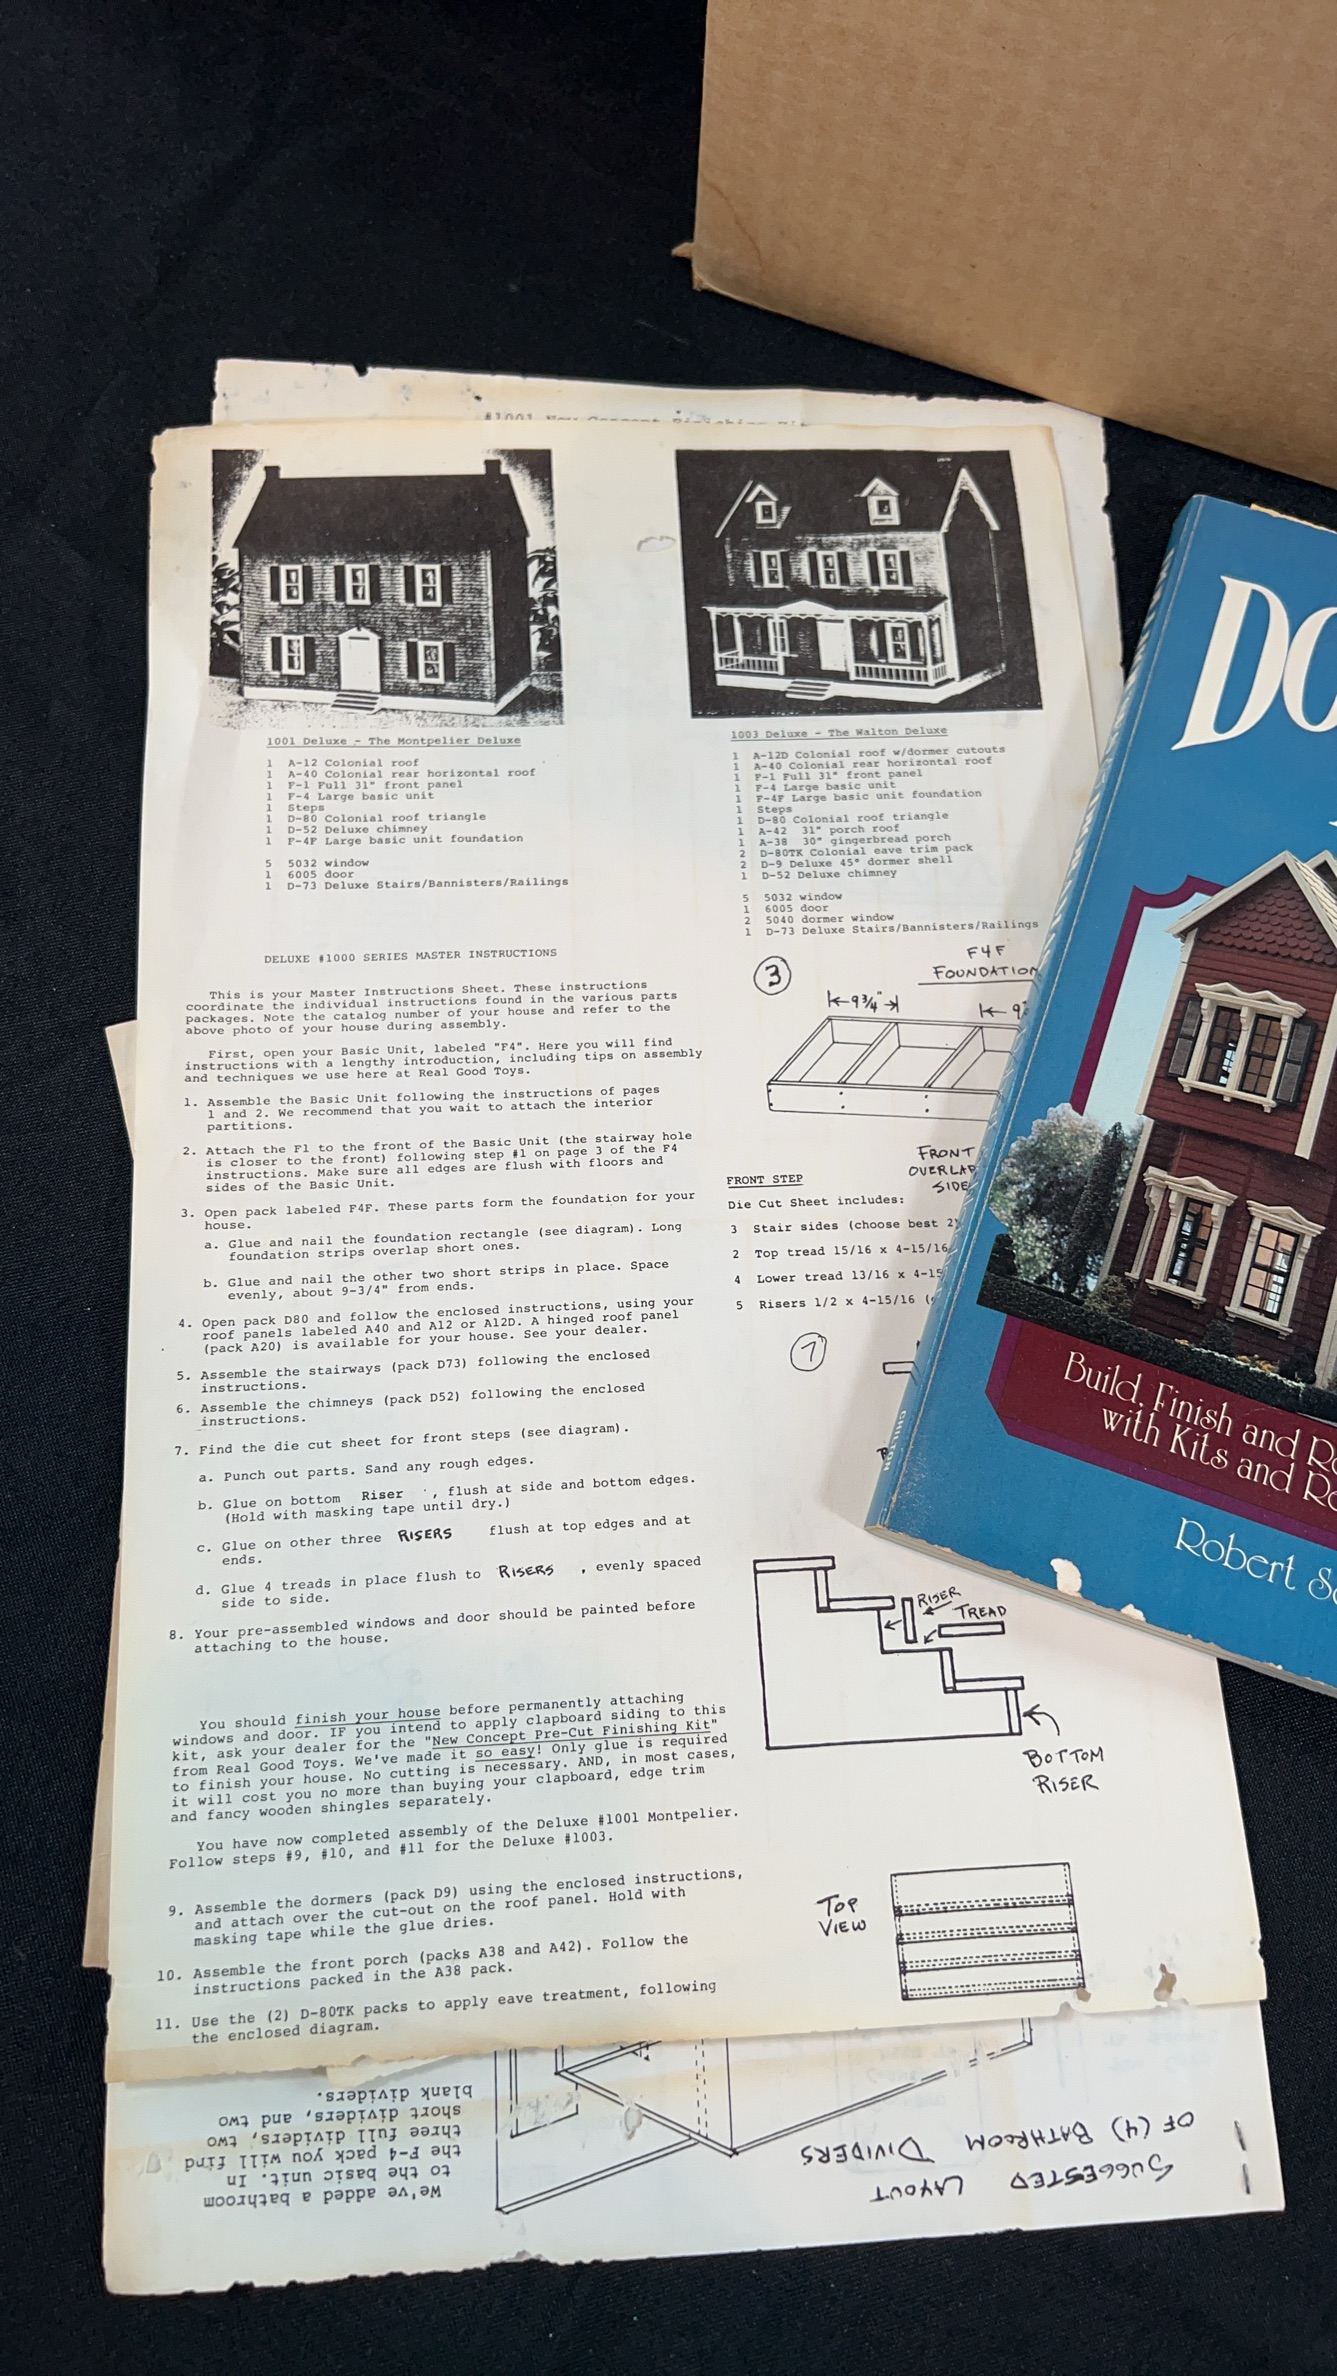 1001 Deluxe - The Montpelier Deluxe
1 A-12 Colonial roof
1 A-40 Colonial rear horizontal roof
1 F-1 Full 31" front panel
1 F-4 Large basic unit
1 Steps
1 D-80 Colonial roof triangle
1 D-52 Deluxe chimney
1 F-4F Large basic unit foundation
5 5032 window
1 6005 door
1 D-73 Deluxe Stairs/Bannisters/Railings
1003 Deluxe - The Walton Deluxe
1 A-12D Colonial roof w/dormer cutouts
1 A-40 Colonial rear horizontal roof
1 F-1 Full 31" front panel
1 F-4 Large basic unit
1 F-4F Large basic unit foundation
1 Steps
1 D-80 Colonial roof triangle
1 A-42 31" porch roof
1 A-38 30" gingerbread porch
2 D-80TK Colonial eave trim pack
2 D-9 Deluxe 45° dormer shell
1 D-52 Deluxe chimney
5 5032 window
1 6005 door
2 5040 dormer window
1 D-73 Deluxe Stairs/Bannisters/Railings
DELUXE #1000 SERIES MASTER INSTRUCTIONS
This is your Master Instructions Sheet. These instructions
coordinate the individual instructions found in the various parts
packages. Note the catalog number of your house and refer to the
above photo of your house during assembly.
First, open your Basic Unit, labeled "F4". Here you will find
instructions with a lengthy introduction, including tips on assembly
and techniques we use here at Real Good Toys.
1. Assemble the Basic Unit following the instructions of pages
1 and 2. We recommend that you wait to attach the interior
partitions.
2. Attach the F1 to the front of the Basic Unit (the stairway hole
is closer to the front) following step #1 on page 3 of the F4
instructions. Make sure all edges are flush with floors and
sides of the Basic Unit.
3. Open pack labeled F4F. These parts form the foundation for your
house.
a. Glue and nail the foundation rectangle (see diagram). Long
foundation strips overlap short ones.
b. Glue and nail the other two short strips in place. Space
evenly, about 9-3/4" from ends.
4. Open pack D80 and follow the enclosed instructions, using your
roof panels labeled A40 and A12 or A12D. A hinged roof panel
(pack A20) is available for your house. See your dealer.
5. Assemble the stairways (pack D73) following the enclosed
instructions.
6. Assemble the chimneys (pack D52) following the enclosed
instructions.
7. Find the die cut sheet for front steps (see diagram).
a. Punch out parts. Sand any rough edges.
b. Glue on bottom Riser , flush at side and bottom edges.
(Hold with masking tape until dry.)
c. Glue on other three RISERS flush at top edges and at
ends.
d. Glue 4 treads in place flush to RISERS , evenly spaced
side to side.
8. Your pre-assembled windows and door should be painted before
attaching to the house.
You should finish your house before permanently attaching
windows and door. IF you intend to apply clapboard siding to this
kit, ask your dealer for the "New Concept Pre-Cut Finishing Kit"
from Real Good Toys. We've made it so easy! Only glue is required
to finish your house. No cutting is necessary. AND, in most cases,
it will cost you no more than buying your clapboard, edge trim
and fancy wooden shingles separately.
You have now completed assembly of the Deluxe #1001 Montpelier.
Follow steps #9, #10, and #11 for the Deluxe #1003.
9. Assemble the dormers (pack D9) using the enclosed instructions,
and attach over the cut-out on the roof panel. Hold with
masking tape while the glue dries.
10. Assemble the front porch (packs A38 and A42). Follow the
instructions packed in the A38 pack.
11. Use the (2) D-80TK packs to apply eave treatment, following
the enclosed diagram.
3
F4F
FOUNDATION
9 3/4"
9
FRONT
OVERLAP
SIDE
FRONT STEP
Die Cut Sheet includes:
3 Stair sides (choose best 2)
2 Top tread 15/16 x 4-15/16
4 Lower tread 13/16 x 4-15
5 Risers 1/2 x 4-15/16
7
RISER
TREAD
BOTTOM
RISER
TOP
VIEW
We've added a bathroom
to the basic unit. In
the F-4 pack you will find
three full dividers, two
short dividers, and two
blank dividers.
SUGGESTED LAYOUT
OF (4) BATHROOM DIVIDERS
DO
Build, Finish and R
with Kits and Re
Robert S